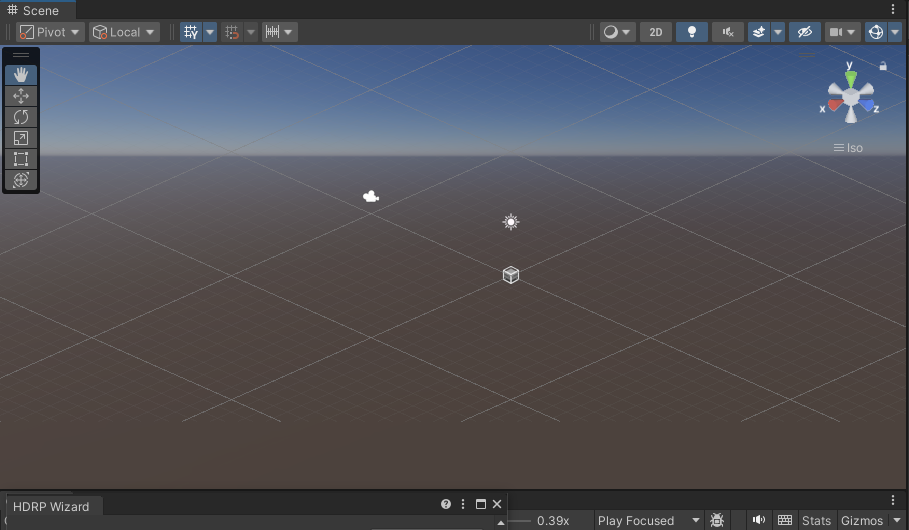 Scene
Pivot
Local
Y
2D
y
x
z
Iso
HDRP Wizard
0.39x
Play Focused
Stats
Gizmos